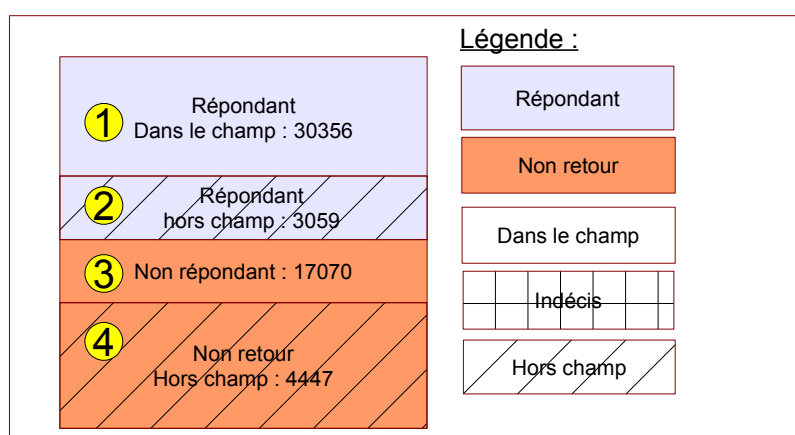 1
Répondant
Dans le champ : 30356
2
Répondant
hors champ : 3059
3
Non répondant : 17070
4
Non retour
Hors champ : 4447
Légende :
Répondant
Non retour
Dans le champ
Indécis
Hors champ